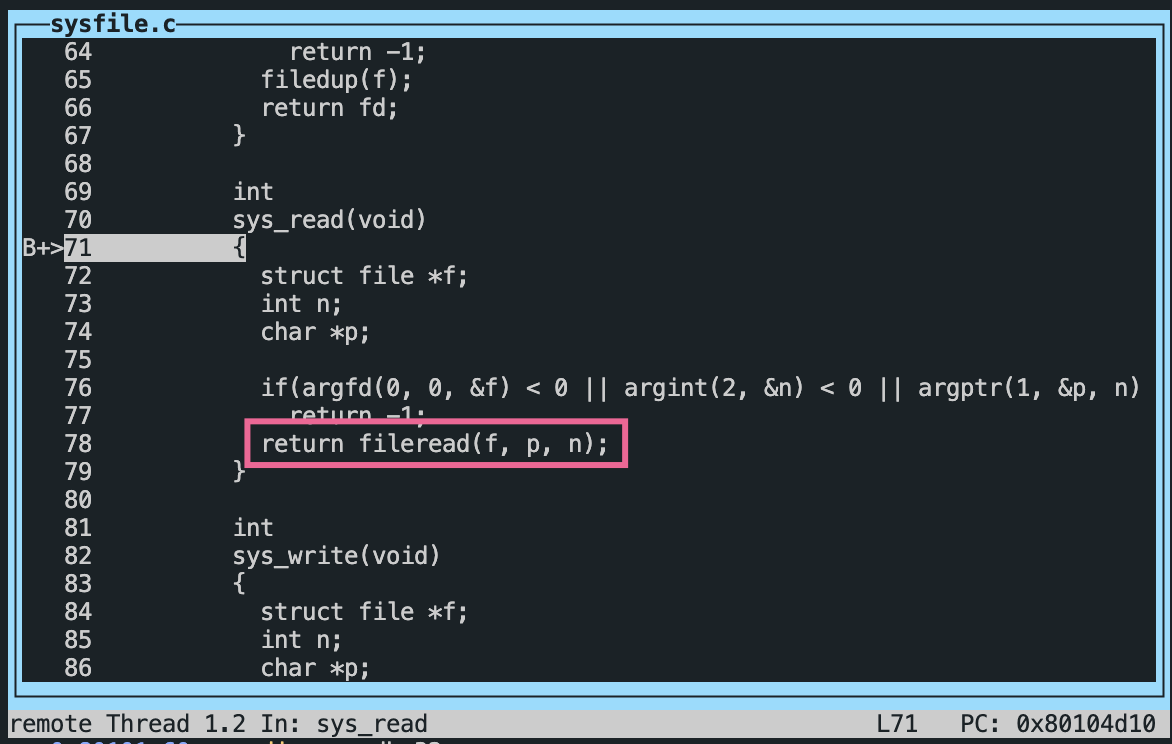 sysfile.c
64 return -1;
65 filedup(f);
66 return fd;
67 }
68
69 int
70 sys_read(void)
B+>71 {
72 struct file *f;
73 int n;
74 char *p;
75
76 if(argfd(0, 0, &f) < 0 || argint(2, &n) < 0 || argptr(1, &p, n)
77 return -1;
78 return fileread(f, p, n);
79 }
80
81 int
82 sys_write(void)
83 {
84 struct file *f;
85 int n;
86 char *p;
remote Thread 1.2 In: sys_read L71 PC: 0x80104d10